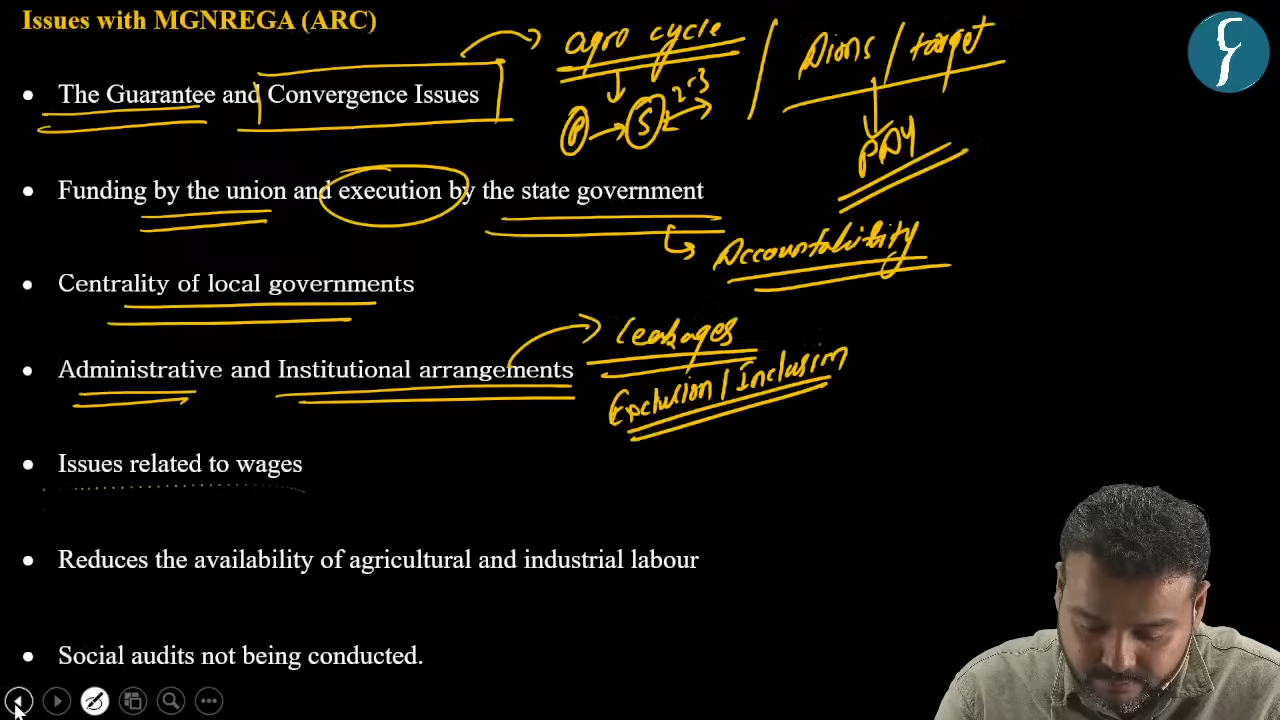 Issues with MGNREGA (ARC)
agro cycle / / target
• The Guarantee and Convergence Issues
P → S 2-3
• Funding by the union and execution by the state government
Accountability
• Centrality of local governments
Leakages
• Administrative and Institutional arrangements
Exclusion / Inclusion
• Issues related to wages
• Reduces the availability of agricultural and industrial labour
• Social audits not being conducted.